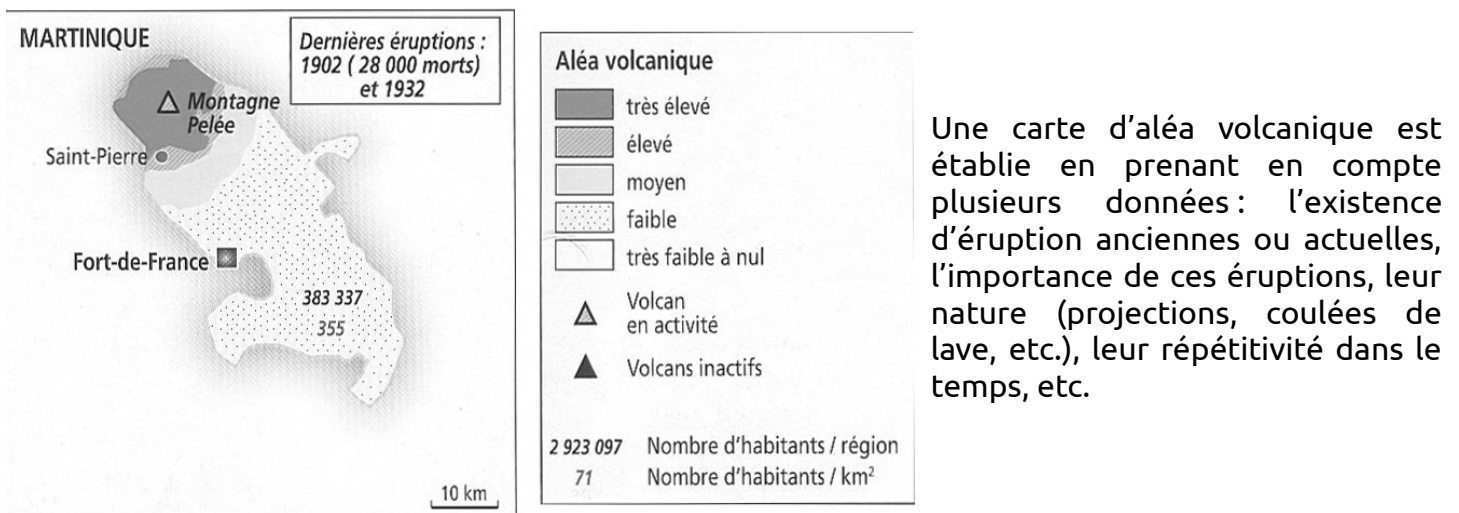 MARTINIQUE
Dernières éruptions :
1902 ( 28 000 morts)
et 1932
Montagne
Pelée
Saint-Pierre
Fort-de-France
383 337
355
10 km
Aléa volcanique
très élevé
élevé
moyen
faible
très faible à nul
Volcan
en activité
Volcans inactifs
2 923 097 Nombre d'habitants / région
71 Nombre d'habitants / km²
Une carte d’aléa volcanique est
établie en prenant en compte
plusieurs données : l’existence
d’éruption anciennes ou actuelles,
l’importance de ces éruptions, leur
nature (projections, coulées de
lave, etc.), leur répétitivité dans le
temps, etc.